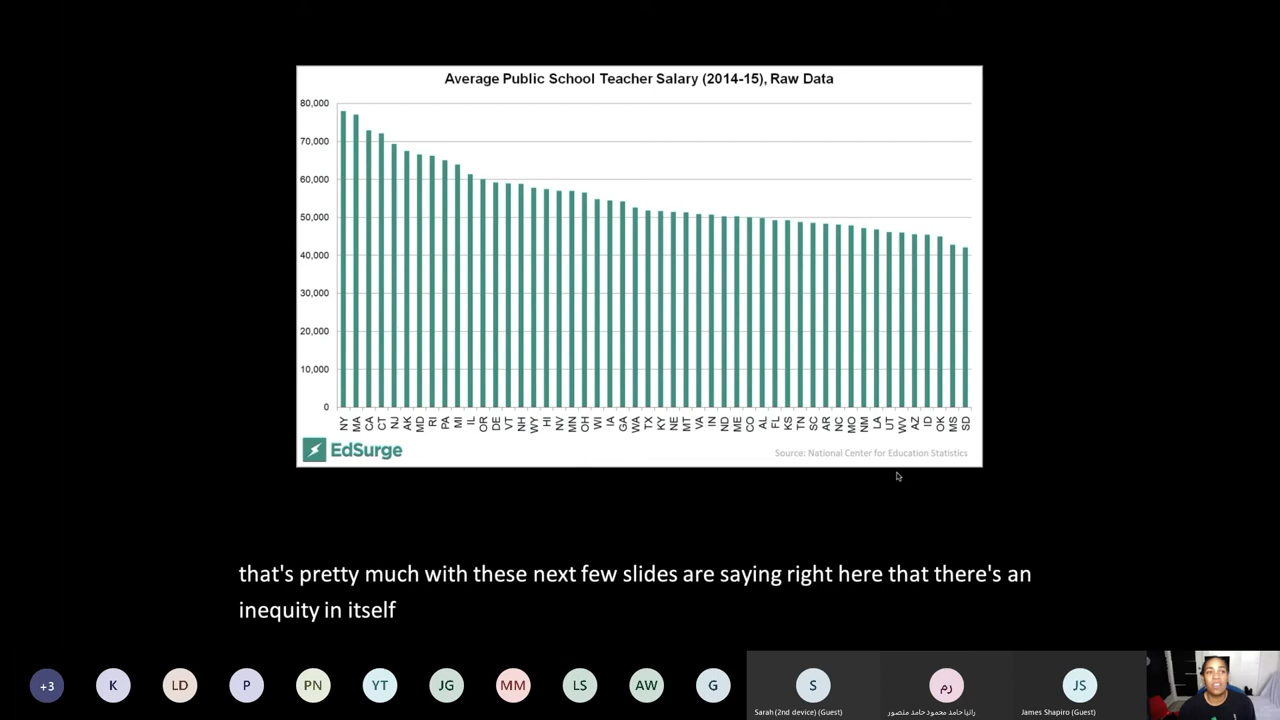 Average Public School Teacher Salary (2014-15), Raw Data
80,000
70,000
60,000
50,000
40,000
30,000
20,000
10,000
0
NY MA CA CT NJ AK MD RI PA MI IL OR DE VT NH WY HI NV MN OH WI IA GA WA TX KY NE MT VA IN ND ME CO AL FL KS TN SC AR NC MO NM LA UT WV AZ ID OK MS SD
EdSurge
Source: National Center for Education Statistics
that's pretty much with these next few slides are saying right here that there's an
inequity in itself
+3 K LD P PN YT JG MM LS AW G S رم JS
Sarah (2nd device) (Guest)
رانيا حامد محمود حامد منصور
James Shapiro (Guest)